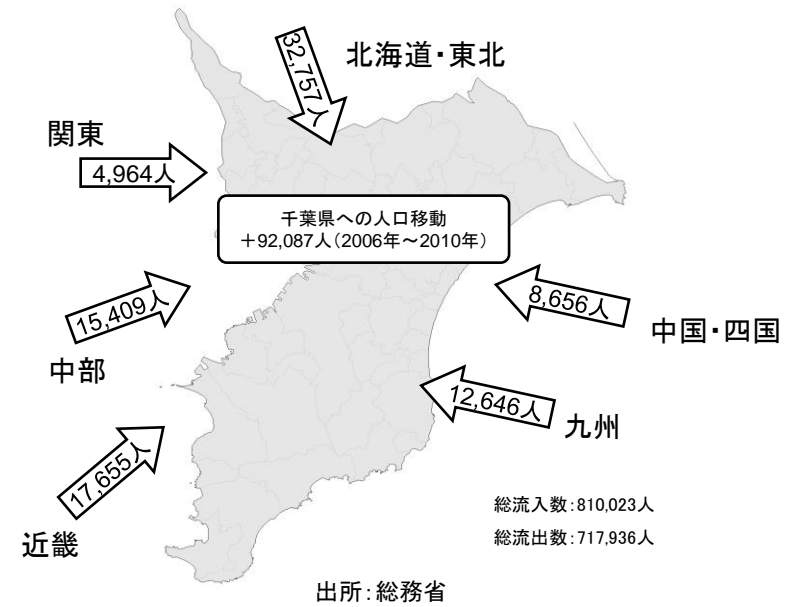 北海道・東北
32,757人
関東
4,964人
千葉県への人口移動
＋92,087人（2006年～2010年）
15,409人
中部
8,656人
中国・四国
12,646人
九州
17,655人
近畿
総流入数：810,023人
総流出数：717,936人
出所：総務省